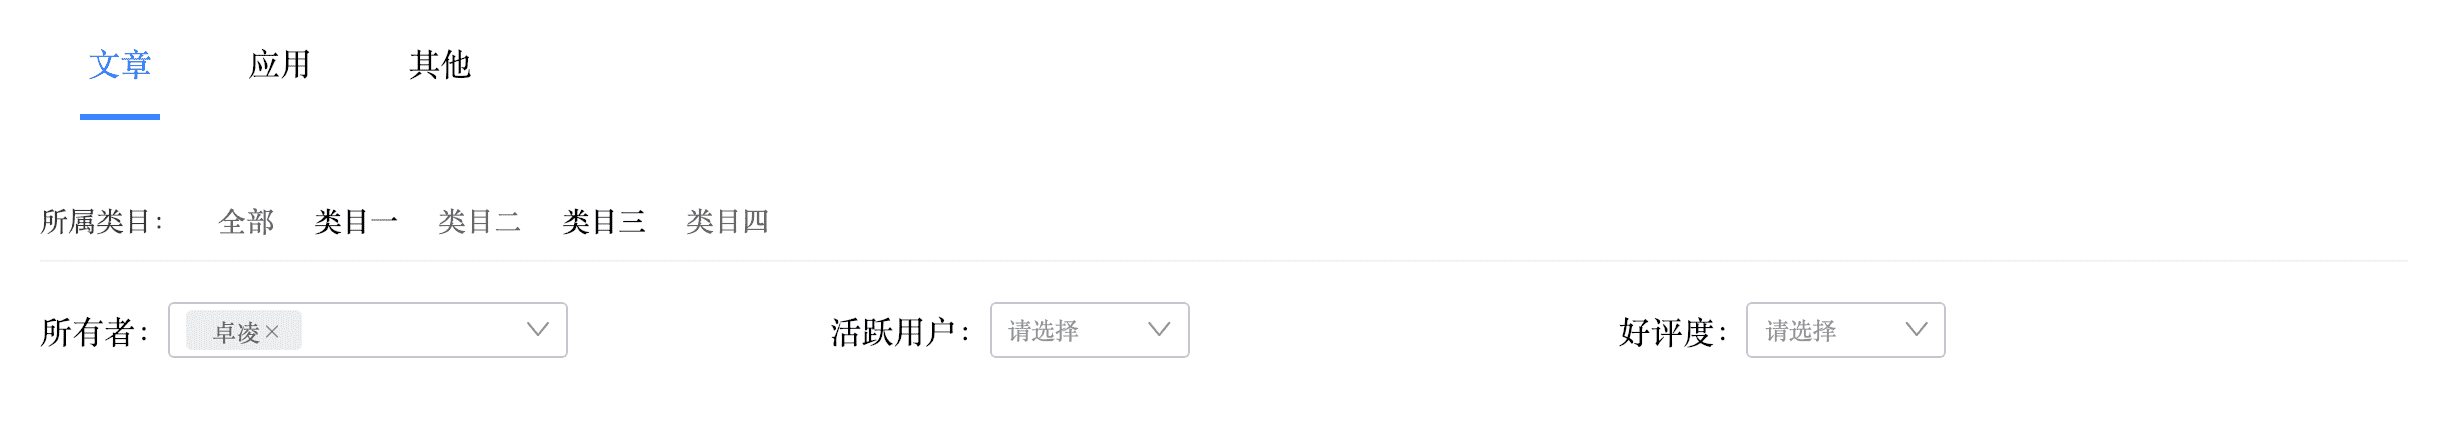 文章 应用 其他
所属类目： 全部 类目一 类目二 类目三 类目四
所有者： 卓凌× 活跃用户： 请选择 好评度： 请选择